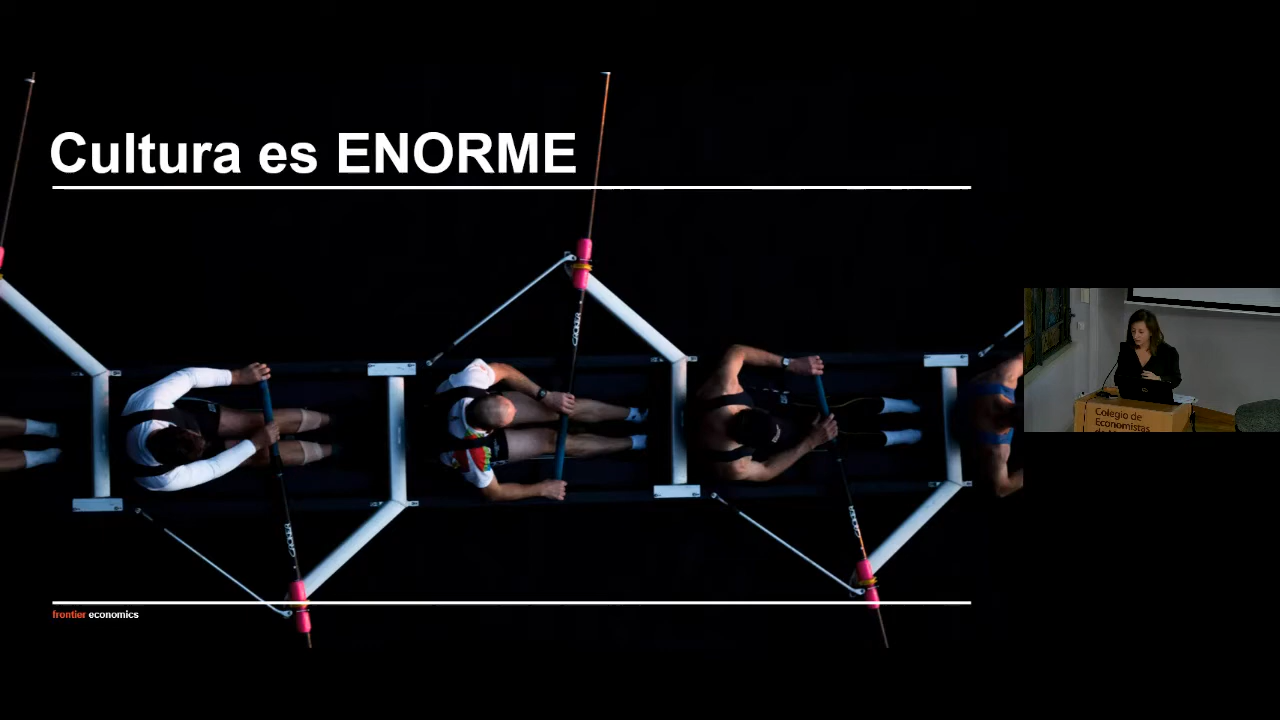 Cultura es ENORME
frontier economics
Colegio de
Economistas